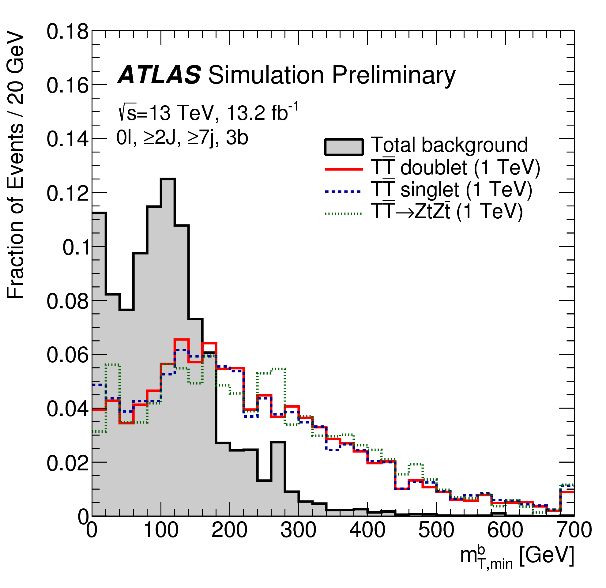 ATLAS Simulation Preliminary
√s=13 TeV, 13.2 fb⁻¹
0l, ≥2J, ≥7j, 3b
Total background
TT̅ doublet (1 TeV)
TT̅ singlet (1 TeV)
TT̅→ZtZt̅ (1 TeV)
Fraction of Events / 20 GeV
0.18
0.16
0.14
0.12
0.1
0.08
0.06
0.04
0.02
0
0 100 200 300 400 500 600 700
m^b_T,min [GeV]